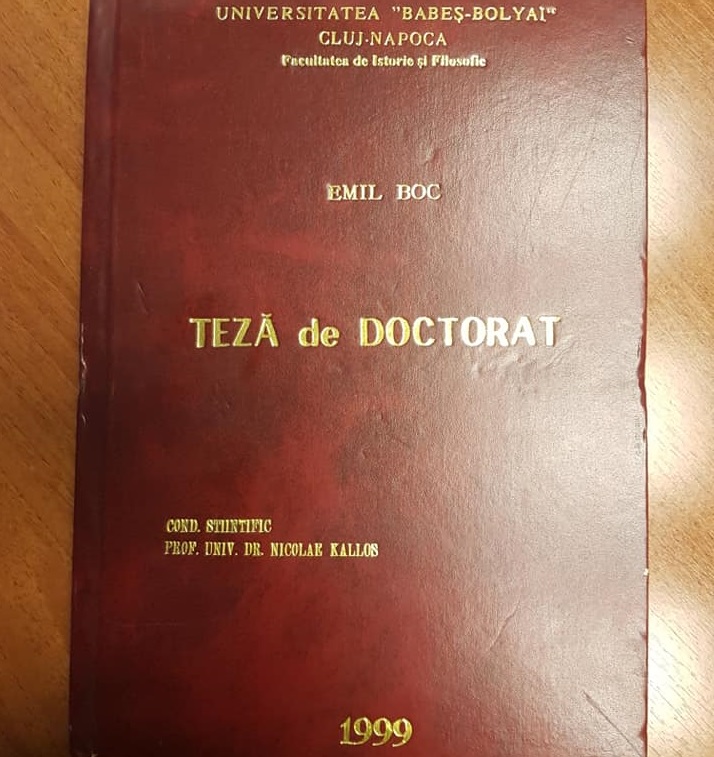 UNIVERSITATEA "BABEŞ-BOLYAI"
CLUJ-NAPOCA
Facultatea de Istorie şi Filosofie
EMIL BOC
TEZĂ de DOCTORAT
COND. STIINTIFIC
PROF. UNIV. DR. NICOLAE KALLOS
1999